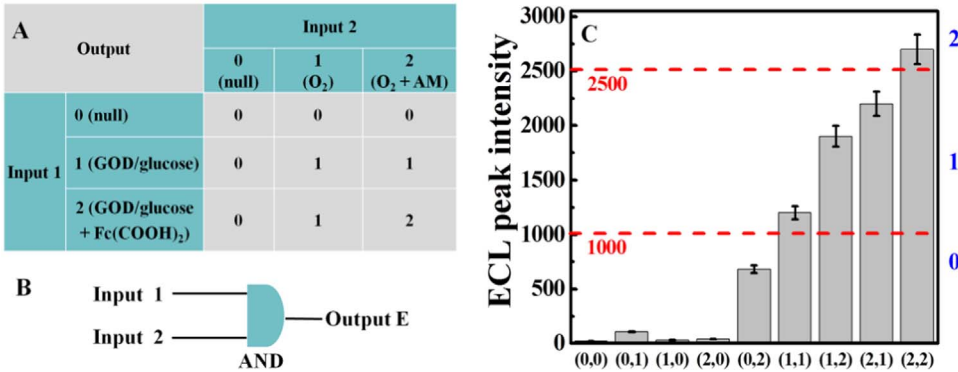 A
Output
Input 2
0
(null)
1
(O₂)
2
(O₂ + AM)
Input 1
0 (null)
0
0
0
1 (GOD/glucose)
0
1
1
2 (GOD/glucose
+ Fc(COOH)₂)
0
1
2
B
Input 1
Input 2
Output E
AND
C
ECL peak intensity
3000
2500
2000
1500
1000
500
0
2500
1000
2
1
0
(0,0) (0,1) (1,0) (2,0) (0,2) (1,1) (1,2) (2,1) (2,2)